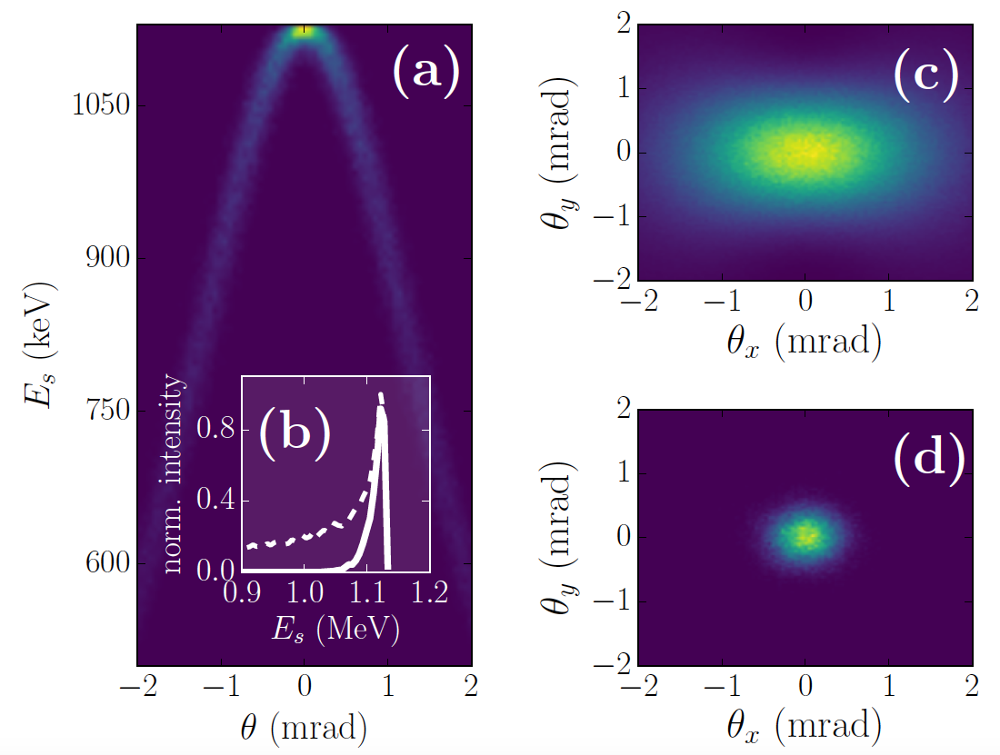 (a)
1050
900
750
600
E_s (keV)
−2 −1 0 1 2
θ (mrad)
(b)
norm. intensity
0.8
0.4
0.0
0.9 1.0 1.1 1.2
E_s (MeV)
(c)
2
1
0
−1
−2
θ_y (mrad)
−2 −1 0 1 2
θ_x (mrad)
(d)
2
1
0
−1
−2
θ_y (mrad)
−2 −1 0 1 2
θ_x (mrad)